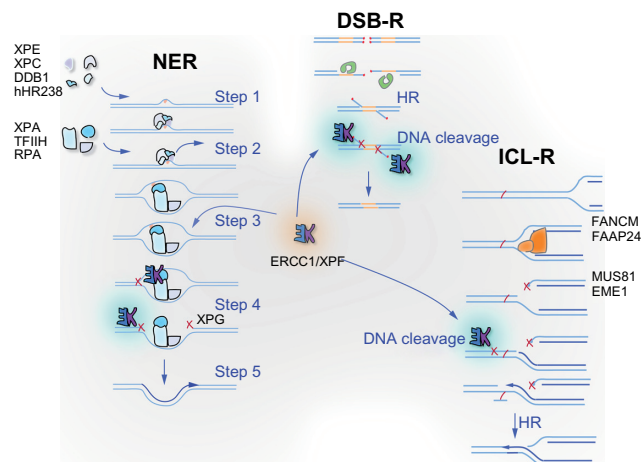 DSB-R
NER
XPE
XPC
DDB1
hHR238
Step 1
XPA
TFIIH
RPA
Step 2
HR
DNA cleavage
ICL-R
Step 3
ERCC1/XPF
FANCM
FAAP24
MUS81
EME1
Step 4
XPG
DNA cleavage
Step 5
HR